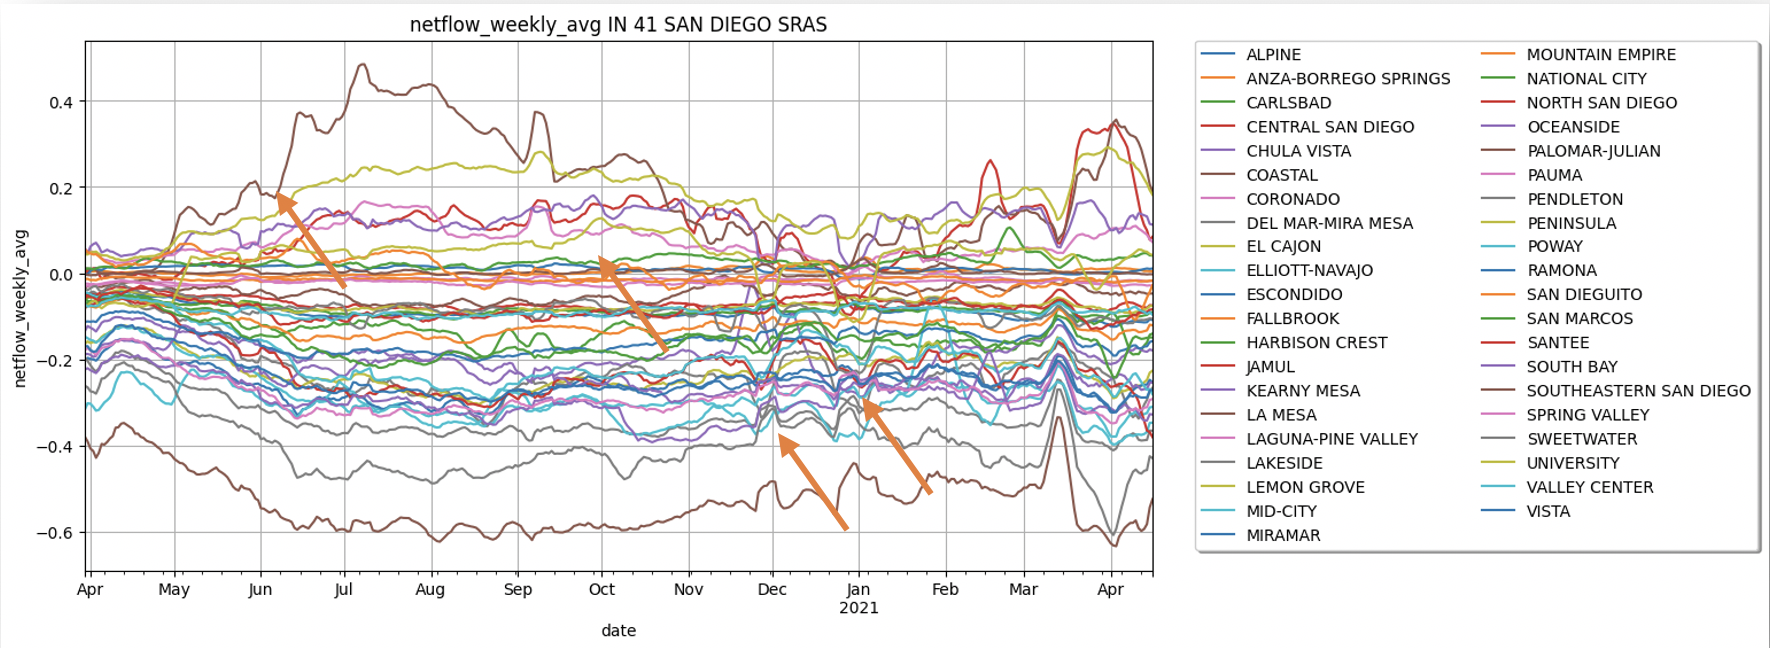 netflow_weekly_avg IN 41 SAN DIEGO SRAS
netflow_weekly_avg
0.4
0.2
0.0
−0.2
−0.4
−0.6
Apr May Jun Jul Aug Sep Oct Nov Dec Jan Feb Mar Apr
2021
date
ALPINE
ANZA-BORREGO SPRINGS
CARLSBAD
CENTRAL SAN DIEGO
CHULA VISTA
COASTAL
CORONADO
DEL MAR-MIRA MESA
EL CAJON
ELLIOTT-NAVAJO
ESCONDIDO
FALLBROOK
HARBISON CREST
JAMUL
KEARNY MESA
LA MESA
LAGUNA-PINE VALLEY
LAKESIDE
LEMON GROVE
MID-CITY
MIRAMAR
MOUNTAIN EMPIRE
NATIONAL CITY
NORTH SAN DIEGO
OCEANSIDE
PALOMAR-JULIAN
PAUMA
PENDLETON
PENINSULA
POWAY
RAMONA
SAN DIEGUITO
SAN MARCOS
SANTEE
SOUTH BAY
SOUTHEASTERN SAN DIEGO
SPRING VALLEY
SWEETWATER
UNIVERSITY
VALLEY CENTER
VISTA